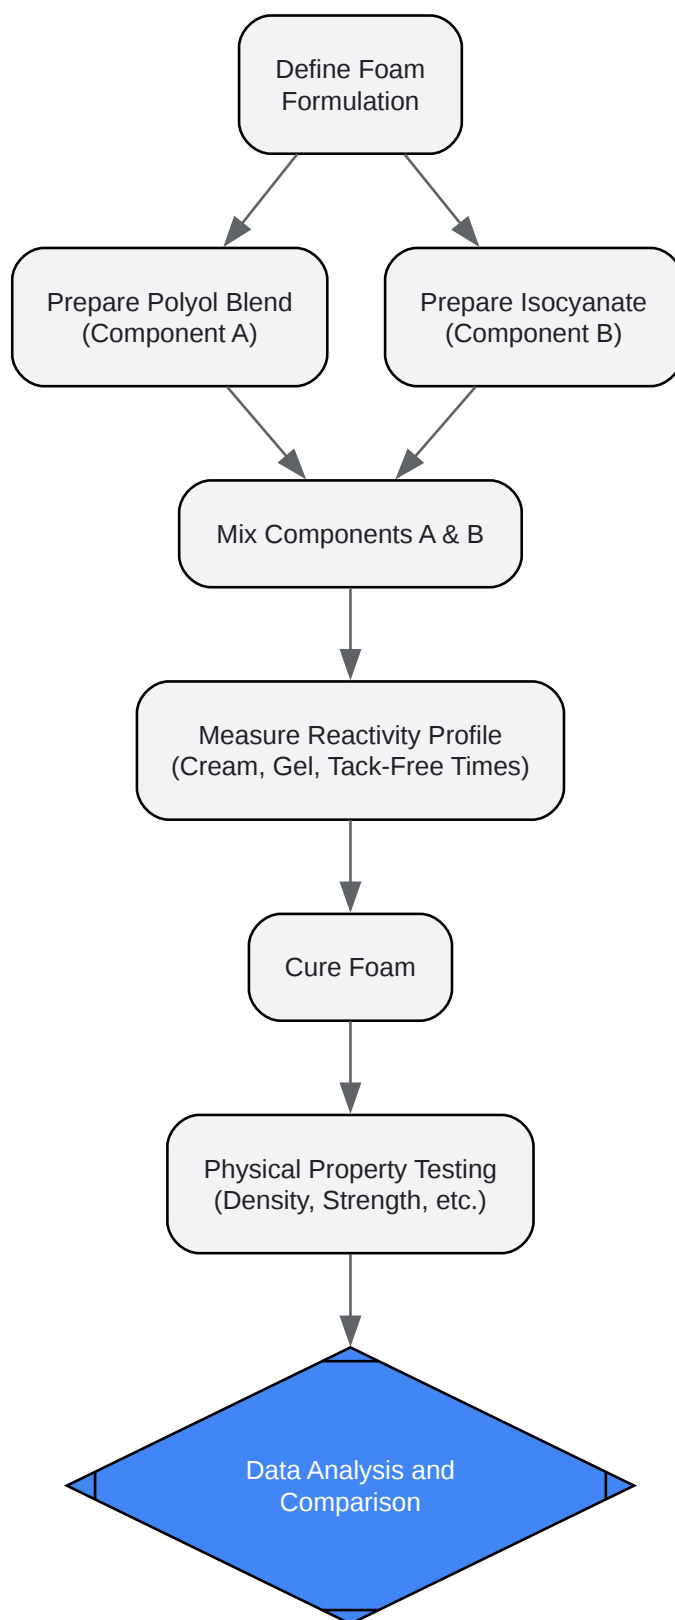 Define Foam
Formulation
Prepare Polyol Blend
(Component A)
Prepare Isocyanate
(Component B)
Mix Components A & B
Measure Reactivity Profile
(Cream, Gel, Tack-Free Times)
Cure Foam
Physical Property Testing
(Density, Strength, etc.)
Data Analysis and
Comparison